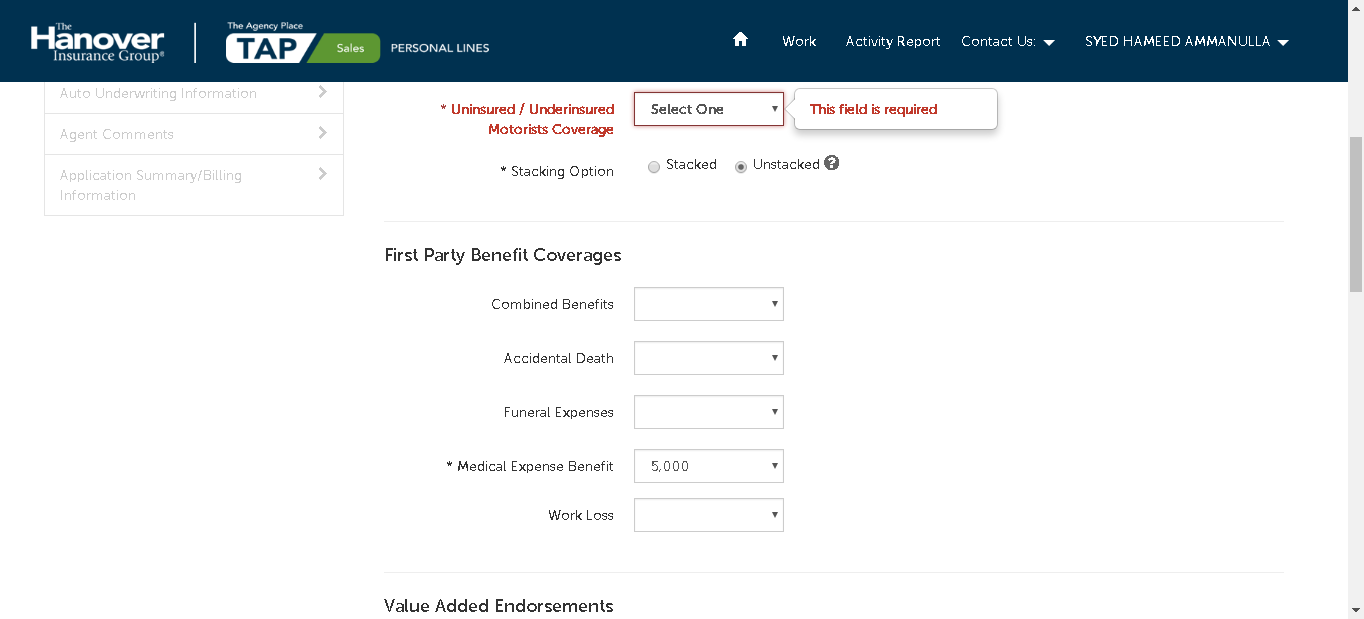 The
Hanover
Insurance Group®
The Agency Place
TAP Sales PERSONAL LINES
Work Activity Report Contact Us: SYED HAMEED AMMANULLA
Auto Underwriting Information
Agent Comments
Application Summary/Billing
Information
* Uninsured / Underinsured
Motorists Coverage
Select One
This field is required
* Stacking Option
Stacked Unstacked ?
First Party Benefit Coverages
Combined Benefits
Accidental Death
Funeral Expenses
* Medical Expense Benefit 5,000
Work Loss
Value Added Endorsements